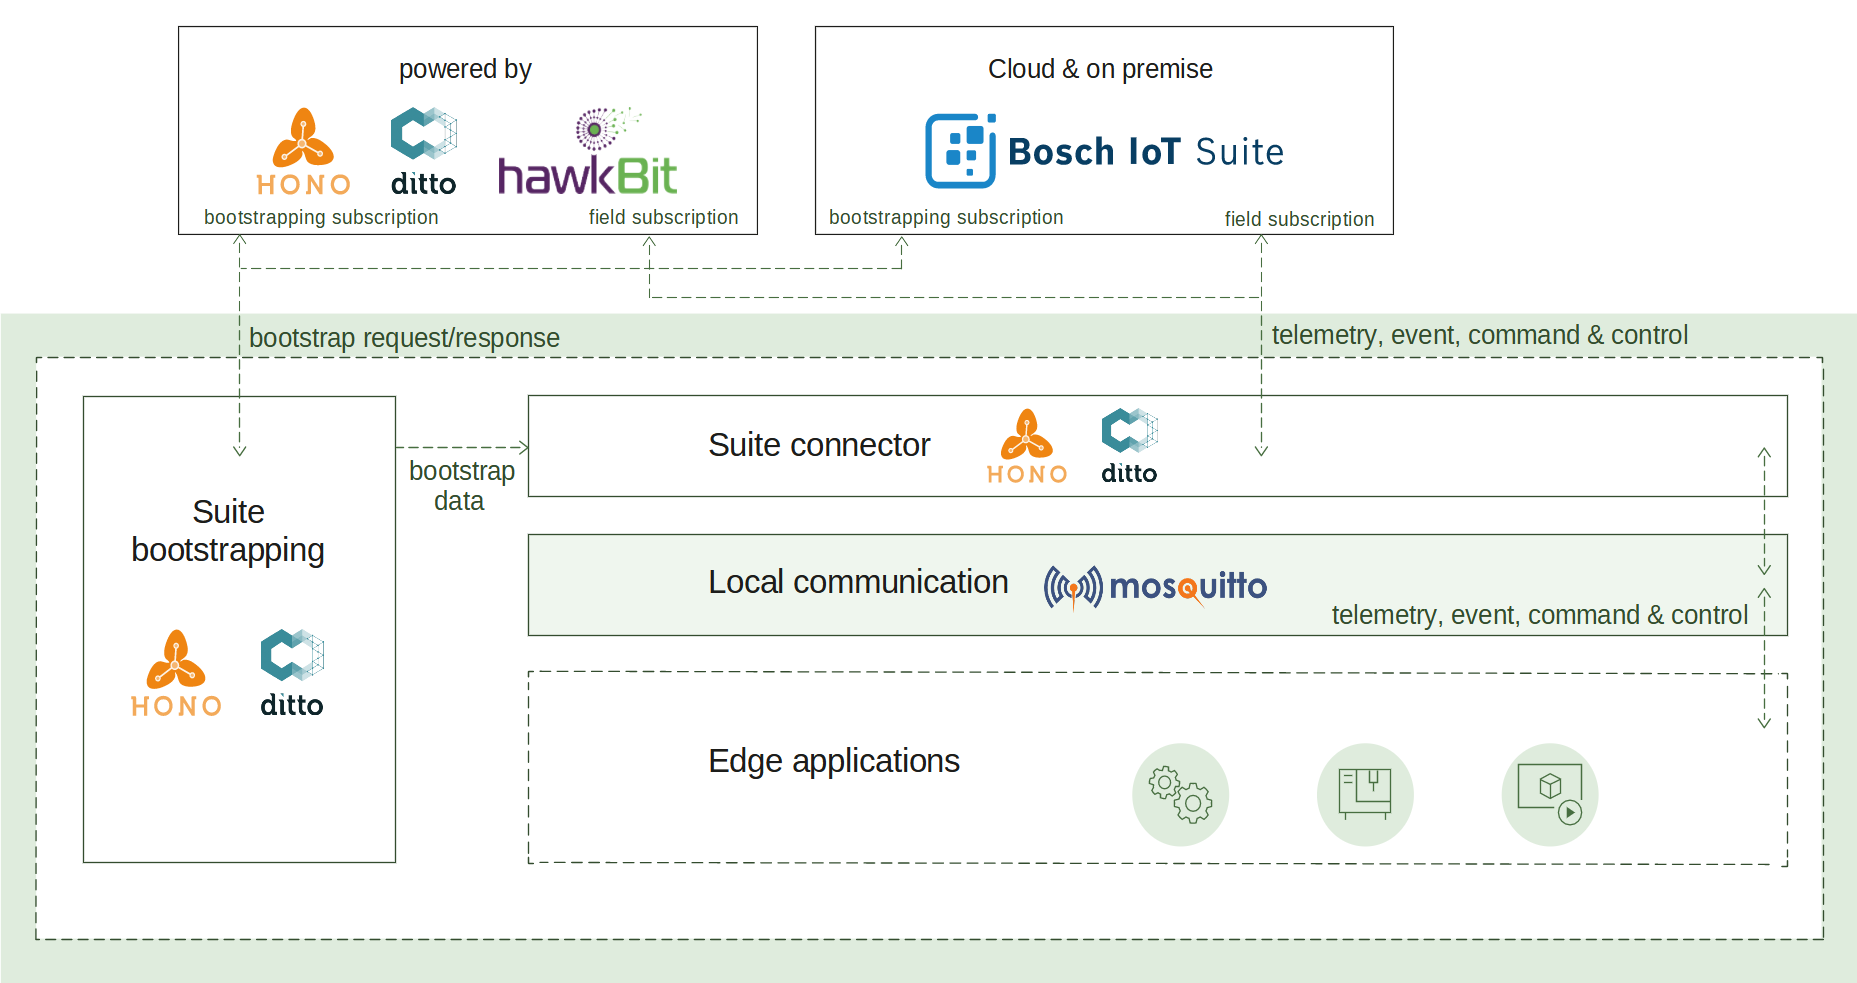 powered by
HONO
ditto
hawkBit
bootstrapping subscription
field subscription
Cloud & on premise
Bosch IoT Suite
bootstrapping subscription
field subscription
bootstrap request/response
telemetry, event, command & control
Suite
bootstrapping
HONO
ditto
bootstrap
data
Suite connector
HONO
ditto
Local communication
mosquitto
telemetry, event, command & control
Edge applications